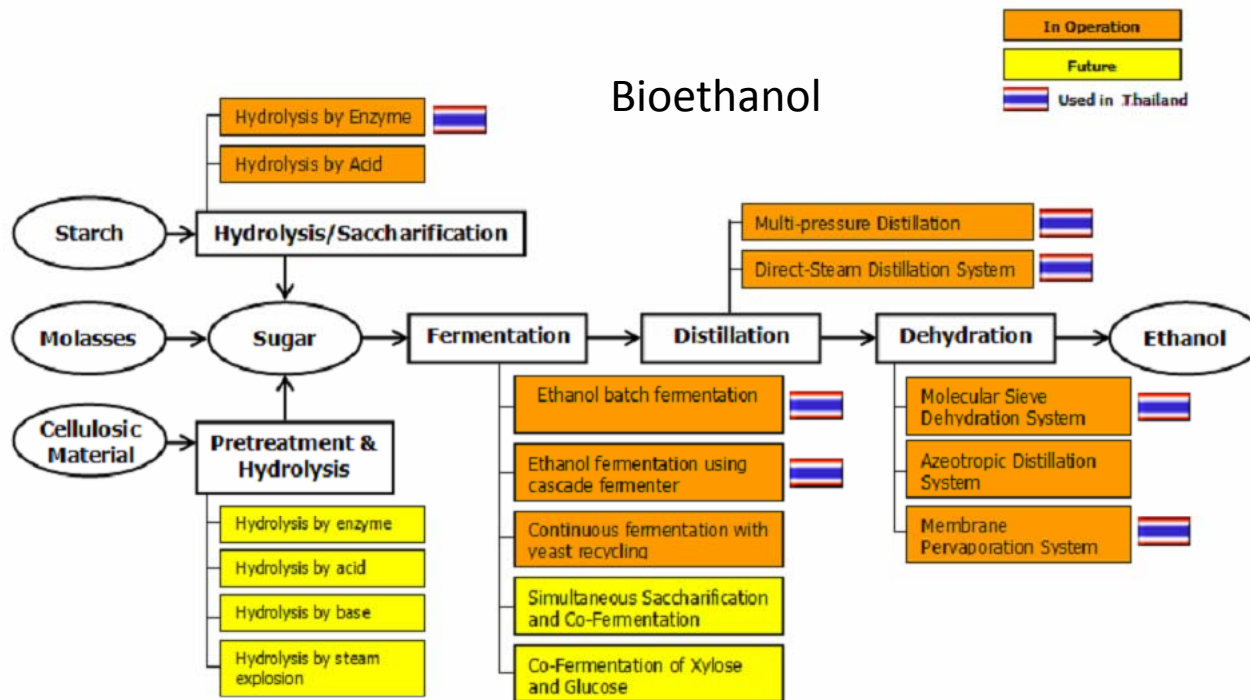 In Operation
Future
Used in .Thailand
Bioethanol
Hydrolysis by Enzyme
Hydrolysis by Acid
Starch
Hydrolysis/Saccharification
Multi-pressure Distillation
Direct-Steam Distillation System
Molasses
Sugar
Fermentation
Distillation
Dehydration
Ethanol
Cellulosic
Material
Pretreatment &
Hydrolysis
Hydrolysis by enzyme
Hydrolysis by acid
Hydrolysis by base
Hydrolysis by steam
explosion
Ethanol batch fermentation
Ethanol fermentation using
cascade fermenter
Continuous fermentation with
yeast recycling
Simultaneous Saccharification
and Co-Fermentation
Co-Fermentation of Xylose
and Glucose
Molecular Sieve
Dehydration System
Azeotropic Distillation
System
Membrane
Pervaporation System